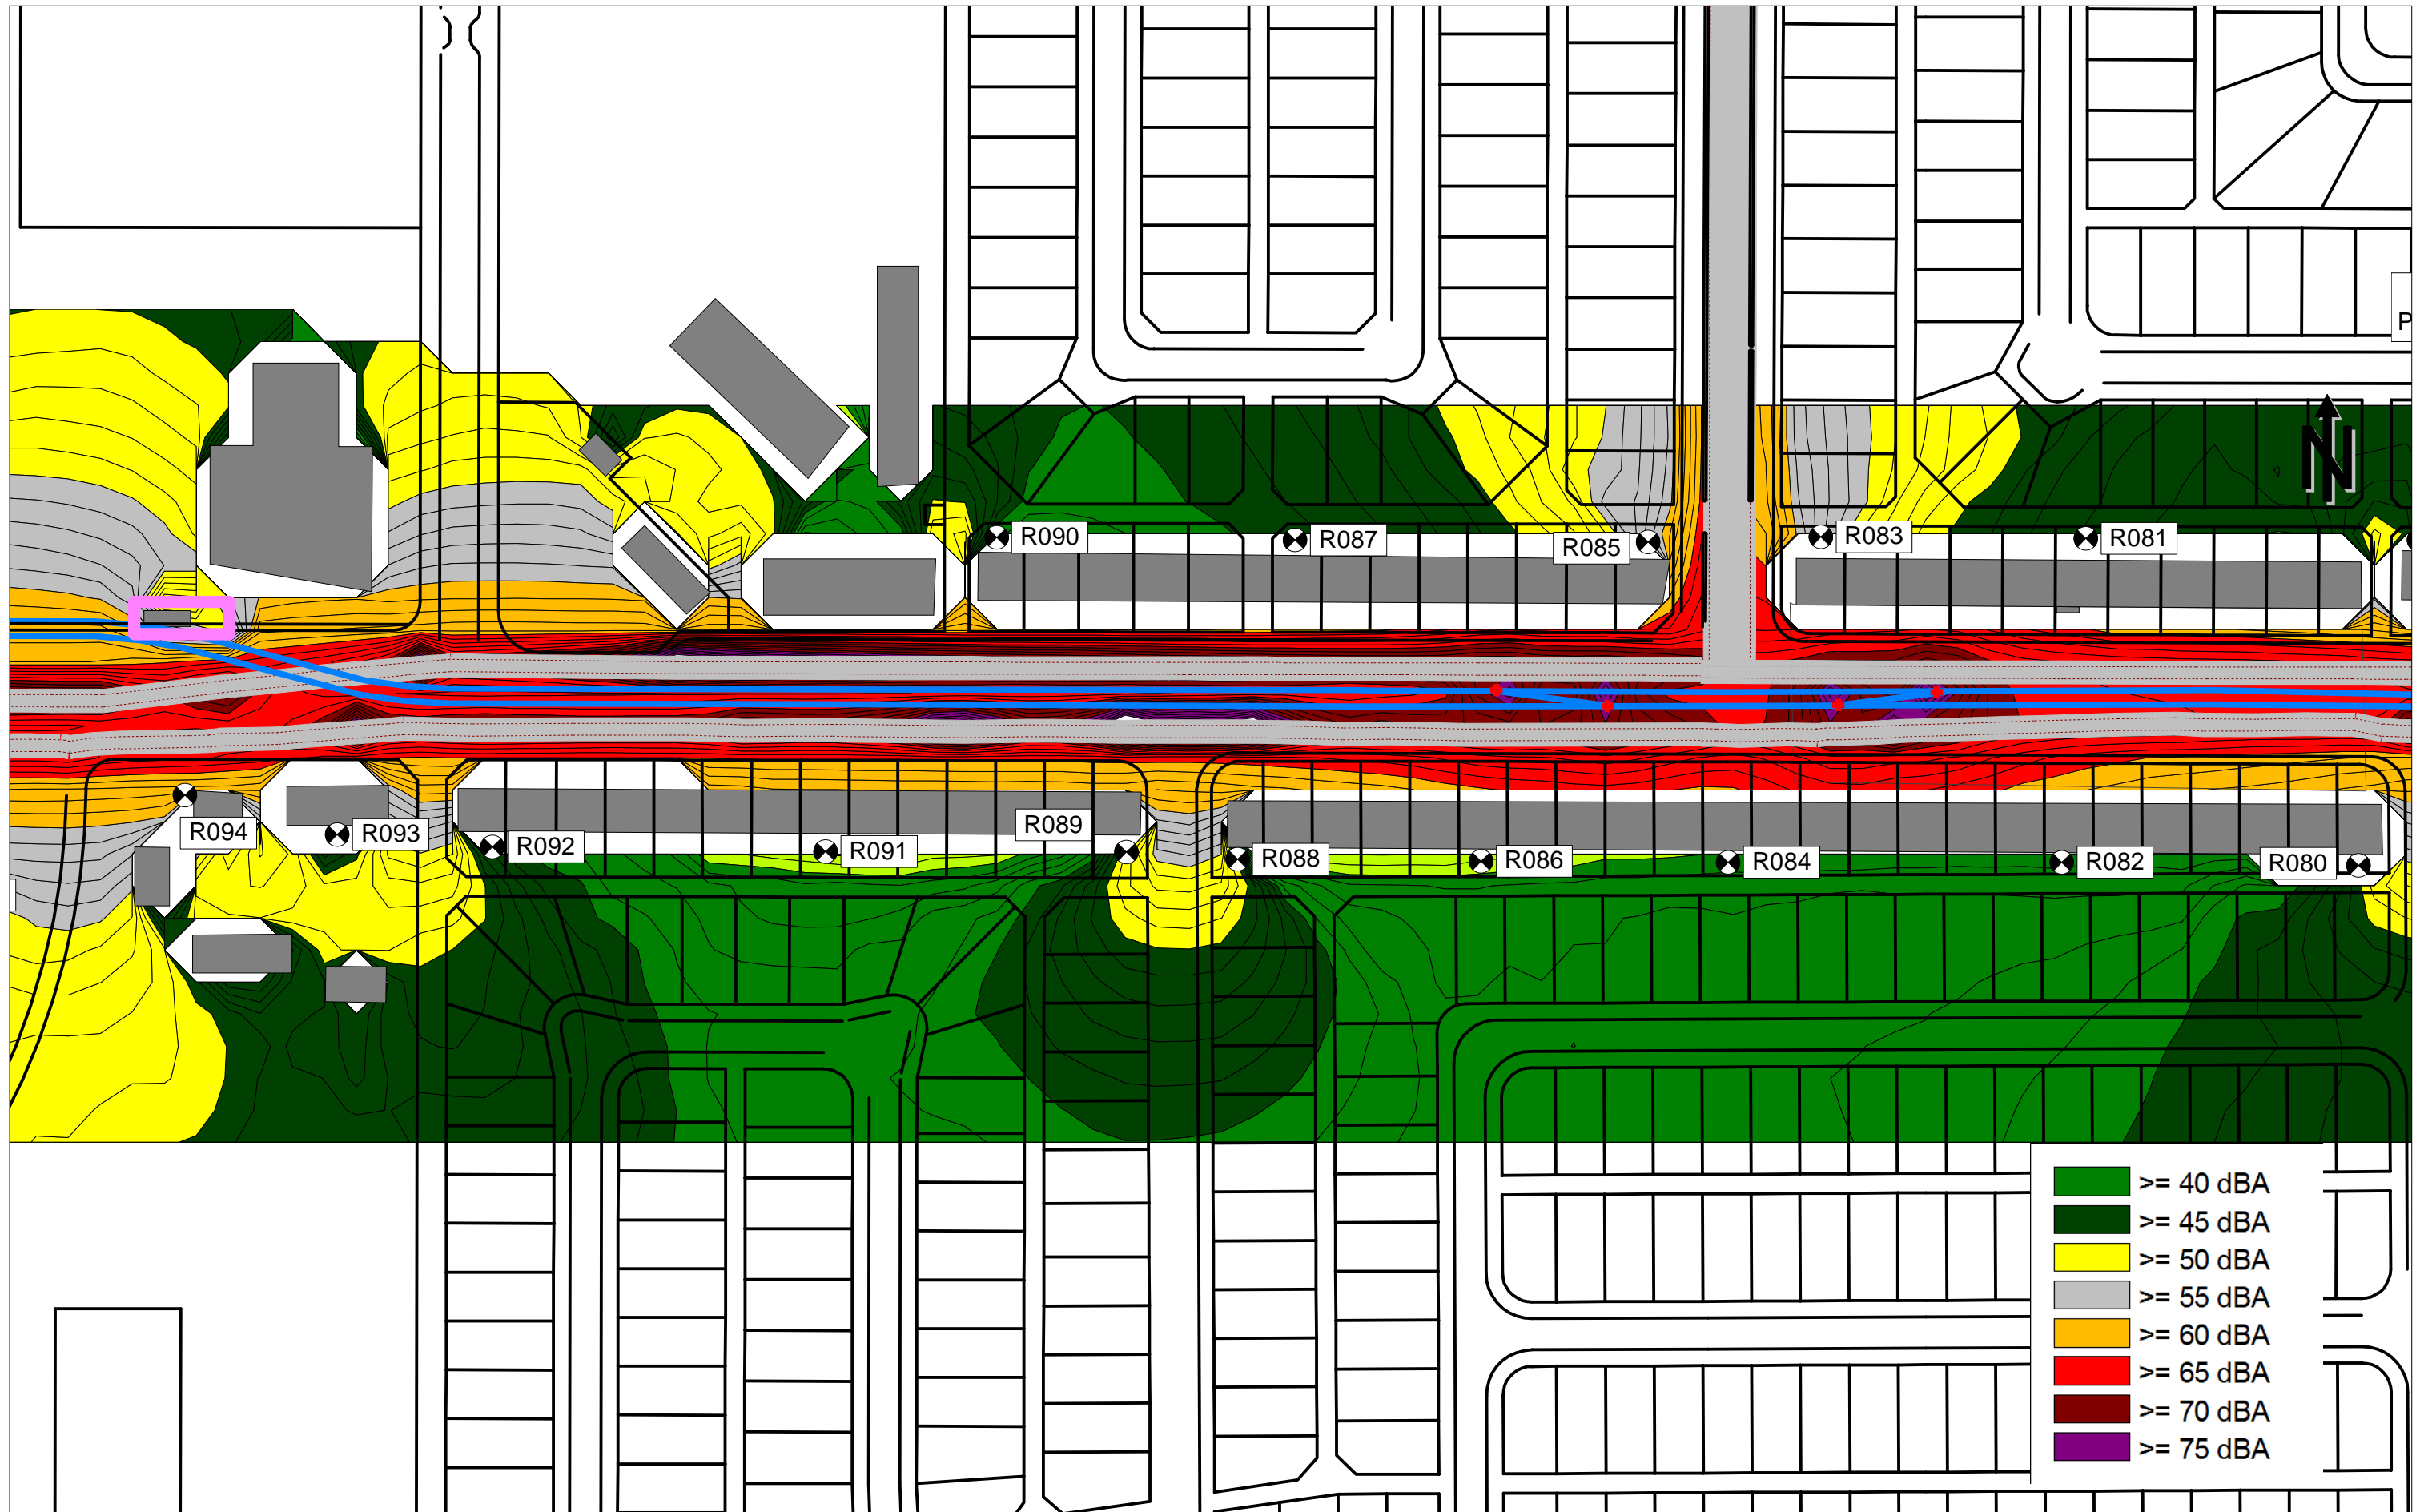 P
N
R090
R087
R085
R083
R081
R094
R093
R092
R091
R089
R088
R086
R084
R082
R080
>= 40 dBA
>= 45 dBA
>= 50 dBA
>= 55 dBA
>= 60 dBA
>= 65 dBA
>= 70 dBA
>= 75 dBA